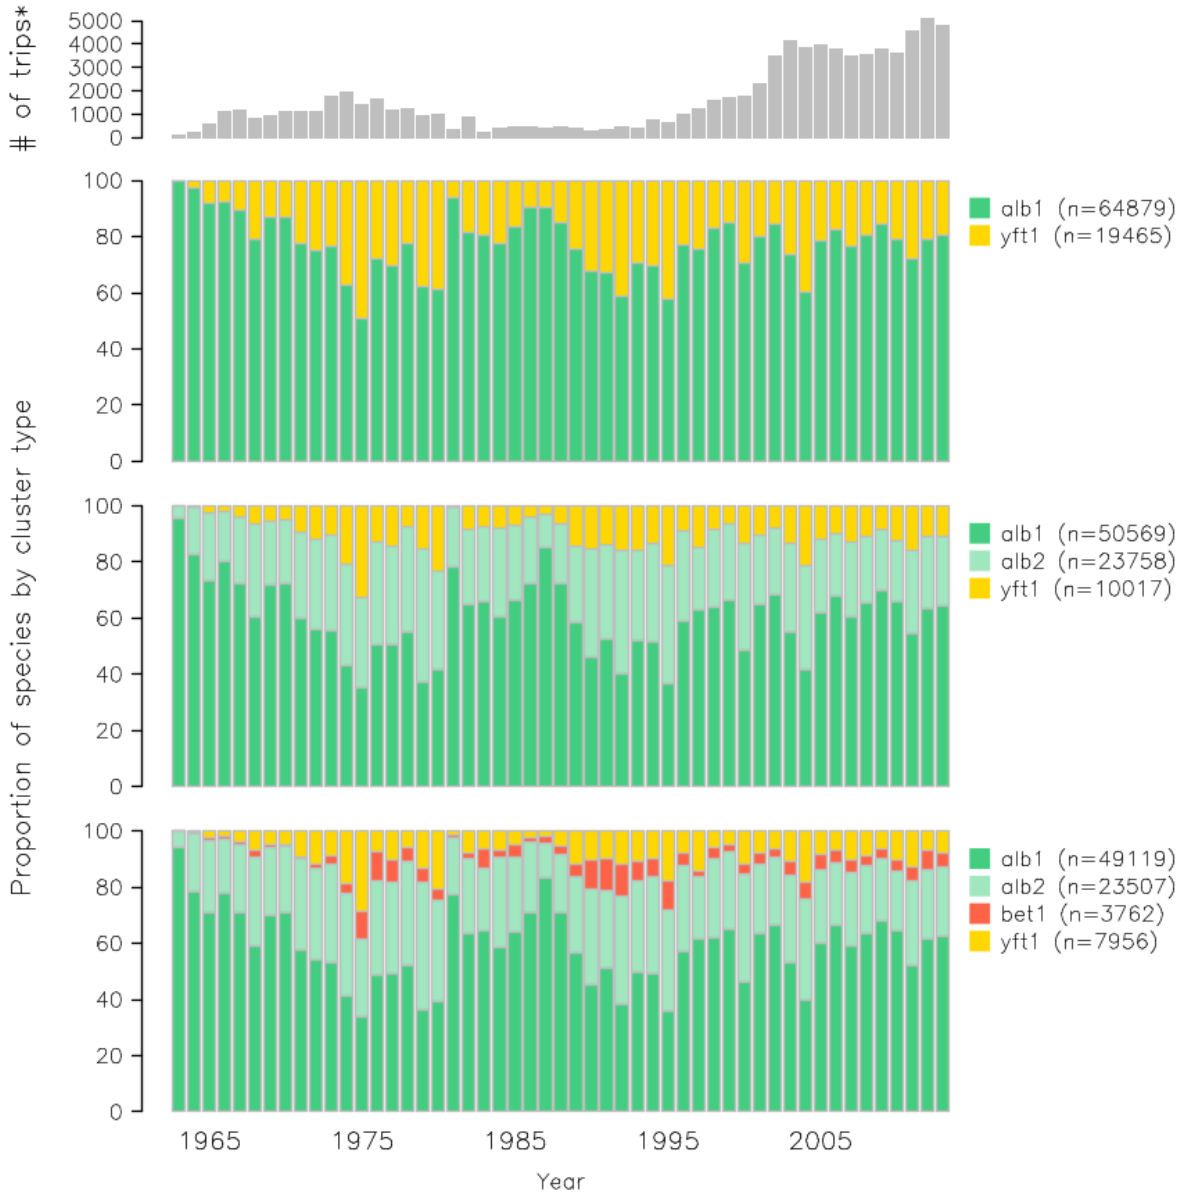 # of trips*
5000
4000
3000
2000
1000
0
Proportion of species by cluster type
100
80
60
40
20
0
alb1 (n=64879)
yft1 (n=19465)
100
80
60
40
20
0
alb1 (n=50569)
alb2 (n=23758)
yft1 (n=10017)
100
80
60
40
20
0
alb1 (n=49119)
alb2 (n=23507)
bet1 (n=3762)
yft1 (n=7956)
1965 1975 1985 1995 2005
Year